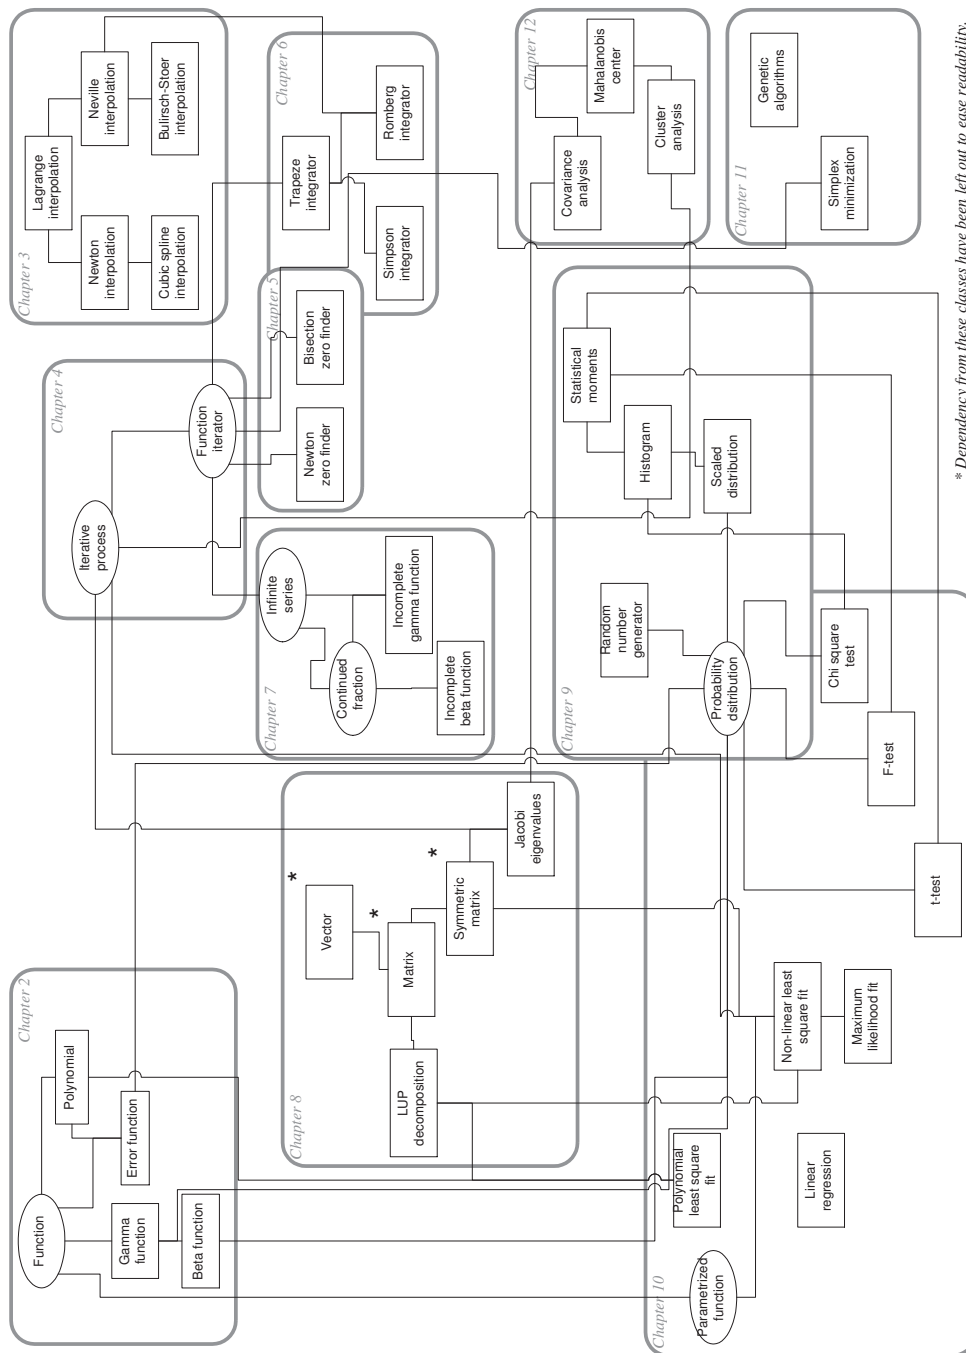 Chapter 2
Function
Polynomial
Error function
Gamma
function
Beta function
Chapter 4
Iterative
process
Function
iterator
Chapter 3
Lagrange
interpolation
Newton
interpolation
Neville
interpolation
Cubic spline
interpolation
Bulirsch-Stoer
interpolation
Chapter 8
Vector
*
*
Matrix
*
LUP
decomposition
Symmetric
matrix
Jacobi
eigenvalues
Chapter 7
Infinite
series
Continued
fraction
Incomplete
gamma function
Incomplete
beta function
Chapter 5
Newton
zero finder
Bisection
zero finder
Chapter 6
Trapeze
integrator
Simpson
integrator
Romberg
integrator
Chapter 12
Covariance
analysis
Mahalanobis
center
Cluster
analysis
Chapter 9
Random
number
generator
Probability
dsitribution
Statistical
moments
Histogram
Scaled
distribution
Chi square
test
F-test
t-test
Chapter 11
Genetic
algorithms
Simplex
minimization
Chapter 10
Parametrized
function
Polynomial
least square
fit
Linear
regression
Non-linear least
square fit
Maximum
likelihood fit
* Dependency from these classes have been left out to ease readability.